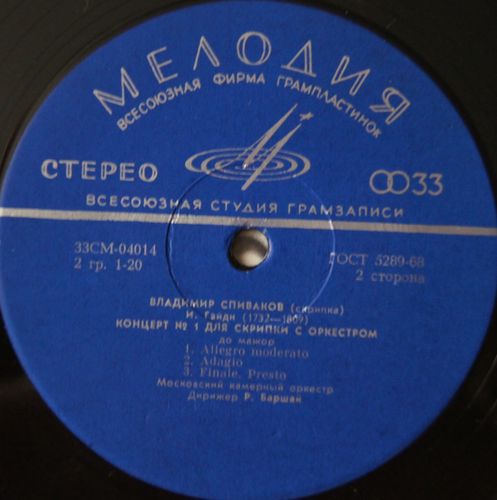 МЕЛОДИЯ
ВСЕСОЮЗНАЯ ФИРМА ГРАМПЛАСТИНОК
СТЕРЕО
33
ВСЕСОЮЗНАЯ СТУДИЯ ГРАМЗАПИСИ
33СМ-04014
2 гр. 1-20
ГОСТ 5289-68
2 сторона
ВЛАДИМИР СПИВАКОВ (скрипка)
И. Гайдн (1732—1809)
КОНЦЕРТ № 1 ДЛЯ СКРИПКИ С ОРКЕСТРОМ
до мажор
1. Allegro moderato
2. Adagio
3. Finale. Presto
Московский камерный оркестр
Дирижер Р. Баршай